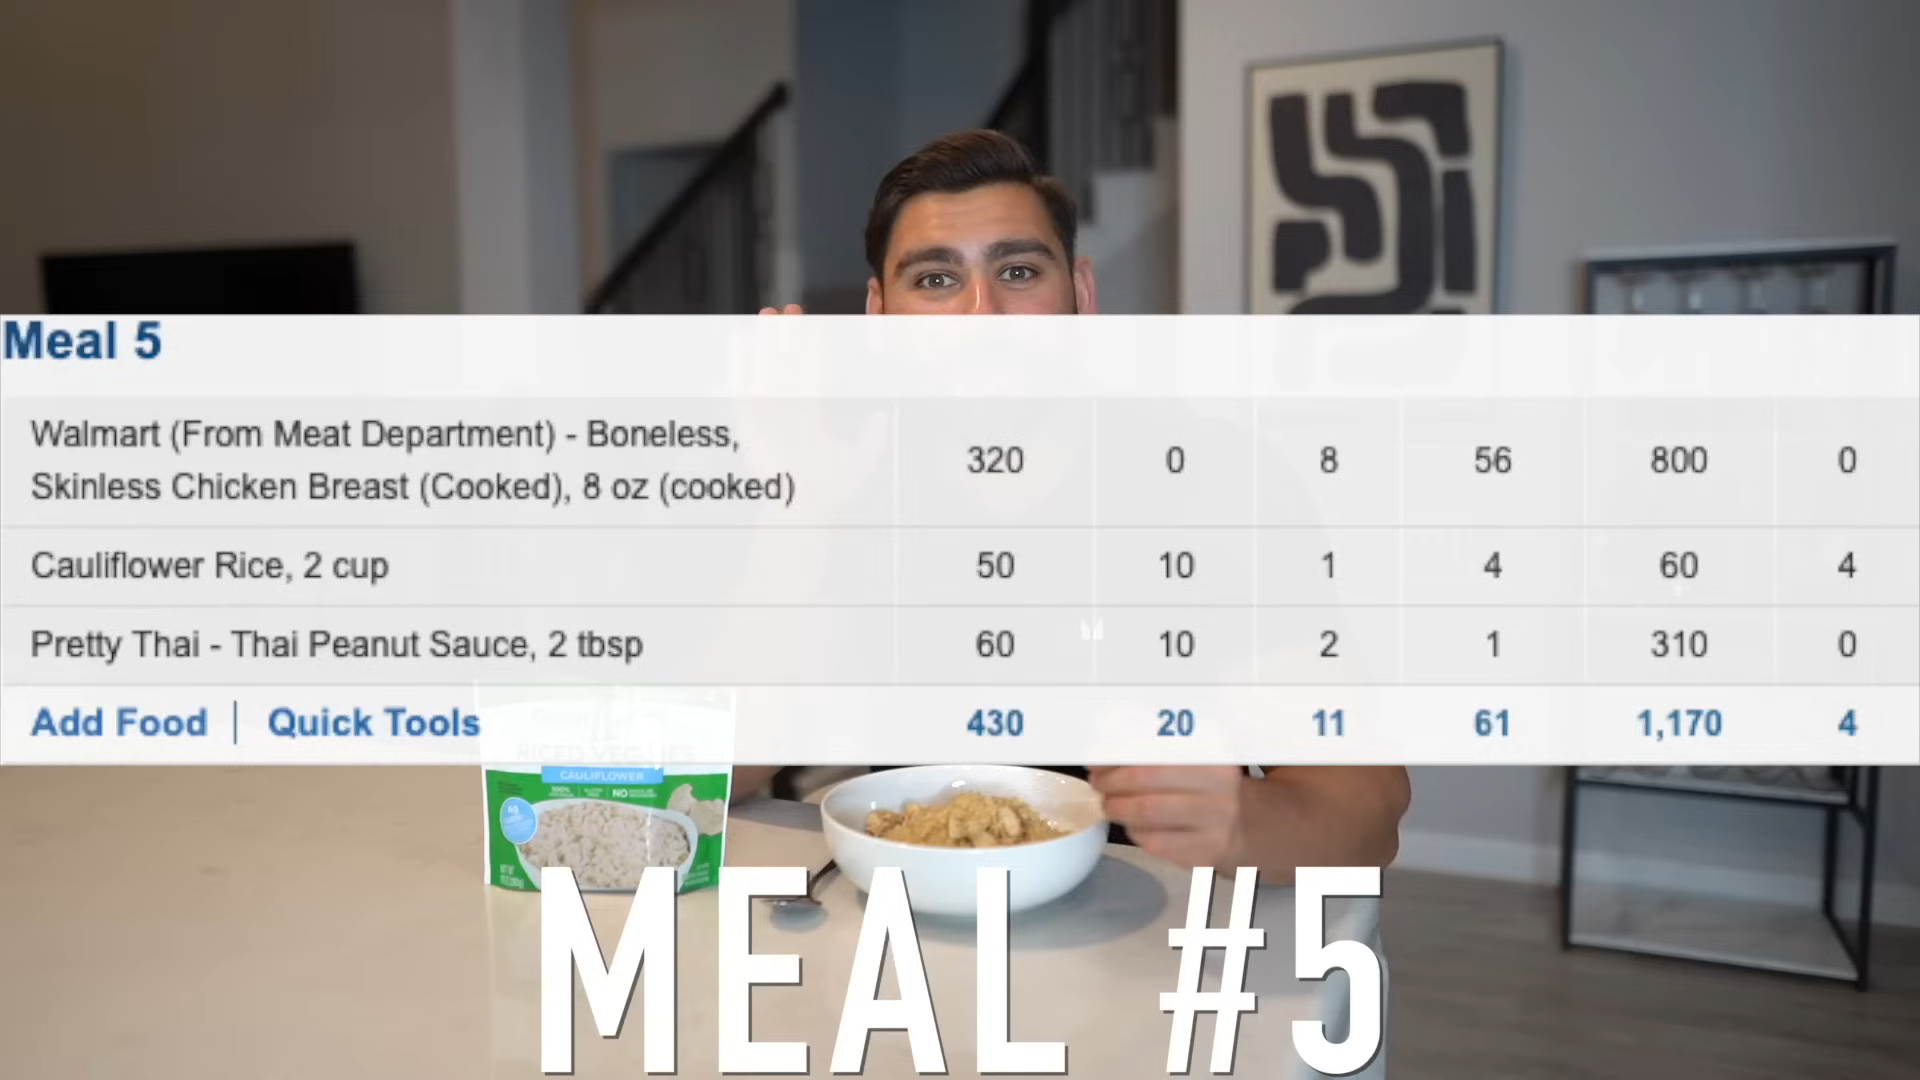 Meal 5
Walmart (From Meat Department) - Boneless,
Skinless Chicken Breast (Cooked), 8 oz (cooked) 320 0 8 56 800 0
Cauliflower Rice, 2 cup 50 10 1 4 60 4
Pretty Thai - Thai Peanut Sauce, 2 tbsp 60 10 2 1 310 0
Add Food | Quick Tools 430 20 11 61 1,170 4
RICED VEGGIES
CAULIFLOWER
100%
NO
MEAL #5